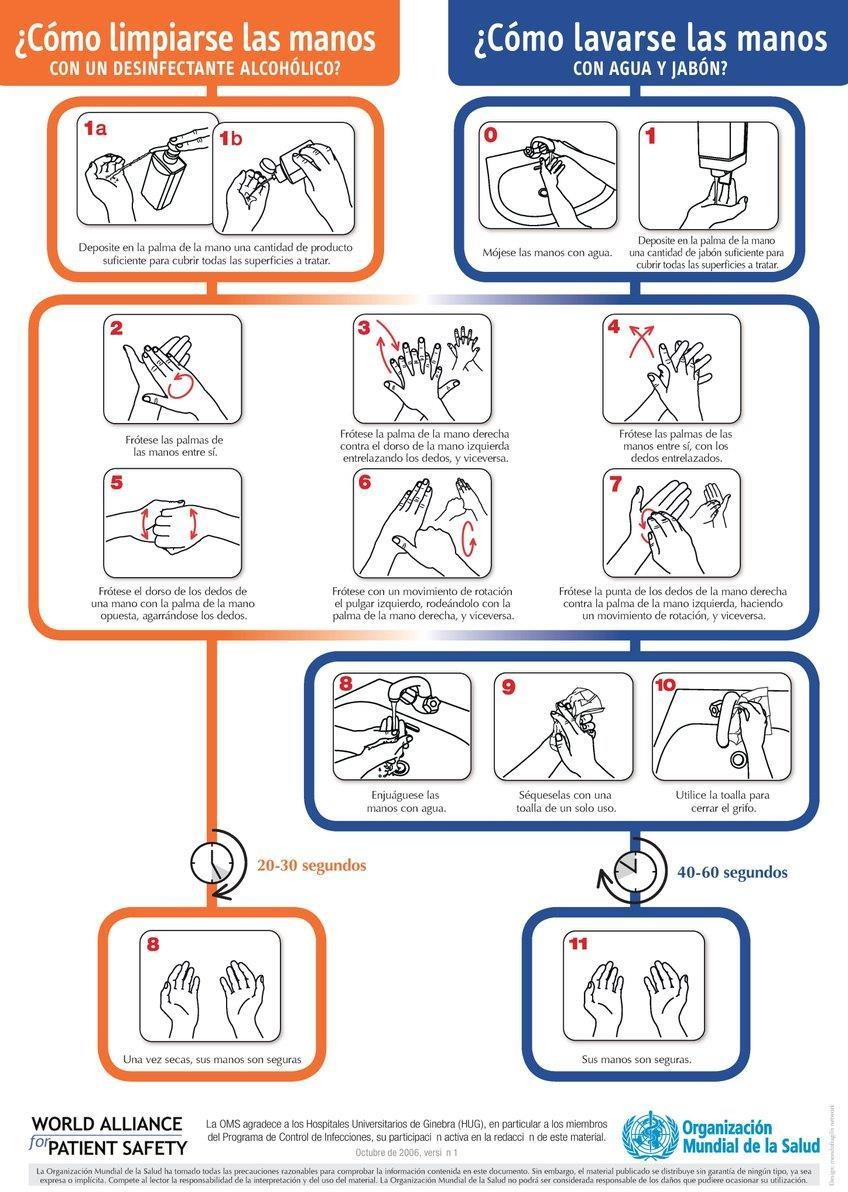 ¿Cómo limpiarse las manos
CON UN DESINFECTANTE ALCOHÓLICO?
¿Cómo lavarse las manos
CON AGUA Y JABÓN?
1a
1b
Deposite en la palma de la mano una cantidad de producto
suficiente para cubrir todas las superficies a tratar.
0
Mójese las manos con agua.
1
Deposite en la palma de la mano
una cantidad de jabón suficiente para
cubrir todas las superficies a tratar.
2
Frótese las palmas de
las manos entre sí.
3
Frótese la palma de la mano derecha
contra el dorso de la mano izquierda
entrelazando los dedos, y viceversa.
4
Frótese las palmas de las
manos entre sí, con los
dedos entrelazados.
5
Frótese el dorso de los dedos de
una mano con la palma de la mano
opuesta, agarrándose los dedos.
6
Frótese con un movimiento de rotación
el pulgar izquierdo, rodeándolo con la
palma de la mano derecha, y viceversa.
7
Frótese la punta de los dedos de la mano derecha
contra la palma de la mano izquierda, haciendo
un movimiento de rotación, y viceversa.
8
Enjuáguese las
manos con agua.
9
Séqueselas con una
toalla de un solo uso.
10
Utilice la toalla para
cerrar el grifo.
20-30 segundos
40-60 segundos
8
Una vez secas, sus manos son seguras
11
Sus manos son seguras.
WORLD ALLIANCE
for PATIENT SAFETY
La OMS agradece a los Hospitales Universitarios de Ginebra (HUG), en particular a los miembros
del Programa de Control de Infecciones, su participaci n activa en la redacci n de este material.
Octubre de 2006, versi n 1
Organización
Mundial de la Salud
La Organización Mundial de la Salud ha tomado todas las precauciones razonables para comprobar la información contenida en este documento. Sin embargo, el material publicado se distribuye sin garantía de ningún tipo, ya sea
expresa o implícita. Compete al lector la responsabilidad de la interpretación y del uso del material. La Organización Mundial de la Salud no podrá ser considerada responsable de los daños que pudiere ocasionar su utilización.
Design: mondofragilis network